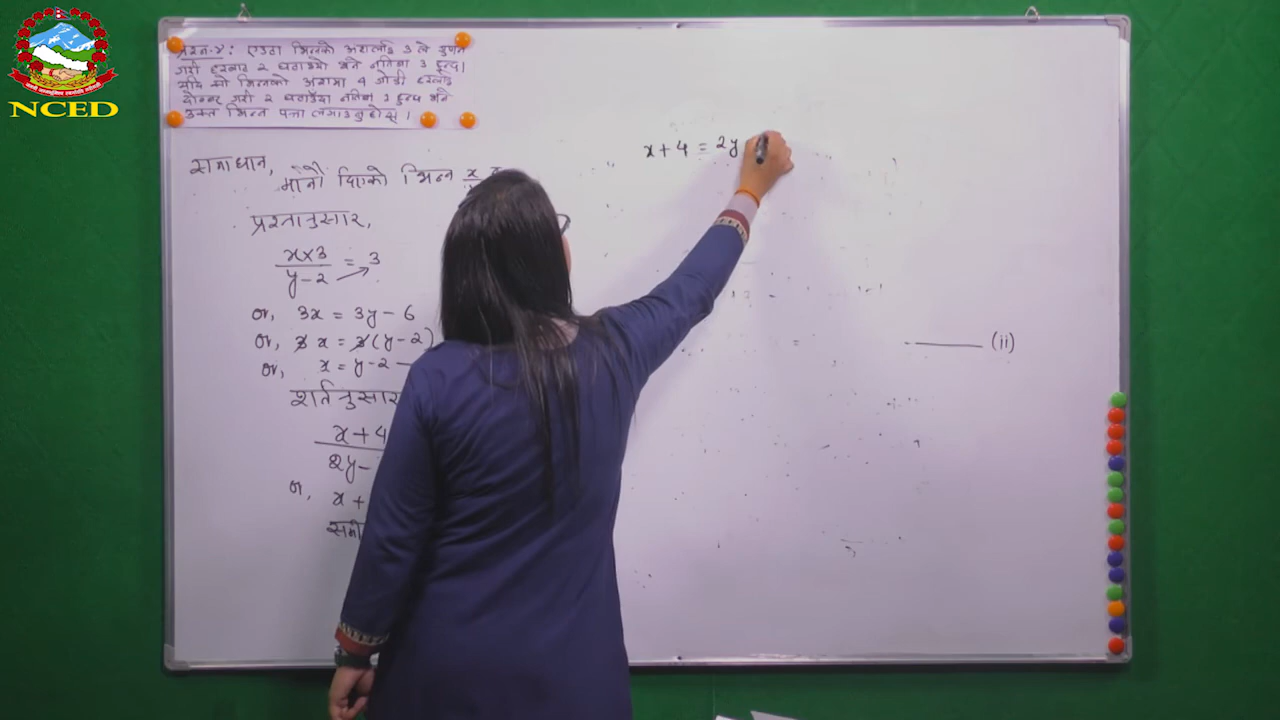 NCED
प्रश्न-४: एउटा भिन्नको अंशलाई 3 ले गुणन
गरी हरबाट 2 घटाउँदा नतिजा 3 हुन्छ।
यदि सो भिन्नको अंशमा 4 जोडी हरलाई
दोब्बर गरी 2 घटाउँदा नतिजा हुन्छ भने
उक्त भिन्न पत्ता लगाउनुहोस्।
समाधान,
मानौं दिएको भिन्न x
प्रश्नानुसार,
x×3
y-2
= 3
or, 3x = 3y - 6
or, 3x = 3(y-2)
or, x = y-2
शर्तनुसार
x+4
2y-
or, x+
x+4 = 2y
(ii)